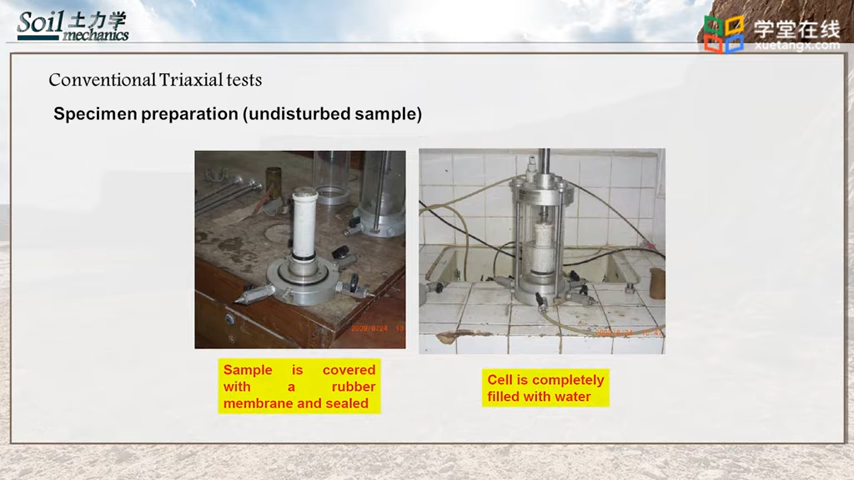 Soil 土力学
mechanics
学堂在线
xuetangx.com
Conventional Triaxial tests
Specimen preparation (undisturbed sample)
Sample is covered
with a rubber
membrane and sealed
Cell is completely
filled with water